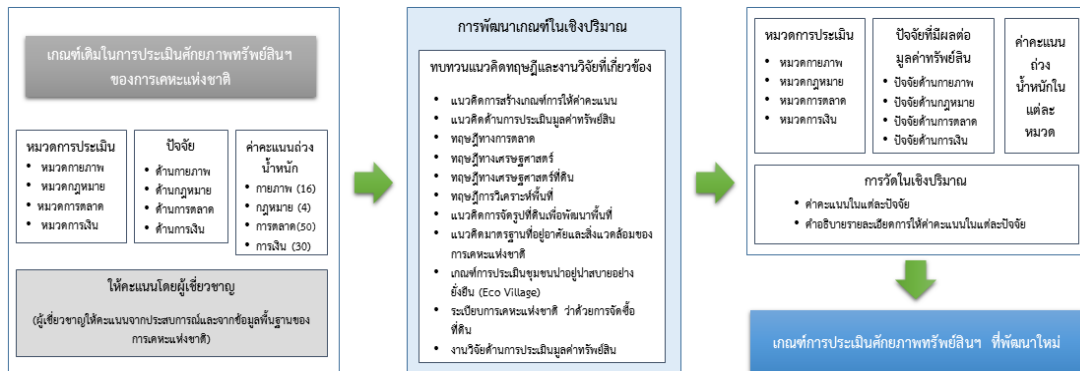 เกณฑ์เดิมในการประเมินศักยภาพทรัพย์สินฯ
ของการเคหะแห่งชาติ
หมวดการประเมิน
• หมวดกายภาพ
• หมวดกฎหมาย
• หมวดการตลาด
• หมวดการเงิน
ปัจจัย
• ด้านกายภาพ
• ด้านกฎหมาย
• ด้านการตลาด
• ด้านการเงิน
ค่าคะแนนถ่วง
น้ำหนัก
• กายภาพ (16)
• กฎหมาย (4)
• การตลาด(50)
• การเงิน (30)
ให้คะแนนโดยผู้เชี่ยวชาญ
(ผู้เชี่ยวชาญให้คะแนนจากประสบการณ์และจากข้อมูลพื้นฐานของ
การเคหะแห่งชาติ)
การพัฒนาเกณฑ์ในเชิงปริมาณ
ทบทวนแนวคิดทฤษฎีและงานวิจัยที่เกี่ยวข้อง
• แนวคิดการสร้างเกณฑ์การให้ค่าคะแนน
• แนวคิดด้านการประเมินมูลค่าทรัพย์สิน
• ทฤษฎีทางการตลาด
• ทฤษฎีทางเศรษฐศาสตร์
• ทฤษฎีทางเศรษฐศาสตร์ที่ดิน
• ทฤษฎีการวิเคราะห์พื้นที่
• แนวคิดการจัดรูปที่ดินเพื่อพัฒนาพื้นที่
• แนวคิดมาตรฐานที่อยู่อาศัยและสิ่งแวดล้อมของ
การเคหะแห่งชาติ
• เกณฑ์การประเมินชุมชนน่าอยู่น่าสบายอย่าง
ยั่งยืน (Eco Village)
• ระเบียบการเคหะแห่งชาติ ว่าด้วยการจัดซื้อ
ที่ดิน
• งานวิจัยด้านการประเมินมูลค่าทรัพย์สิน
หมวดการประเมิน
• หมวดกายภาพ
• หมวดกฎหมาย
• หมวดการตลาด
• หมวดการเงิน
ปัจจัยที่มีผลต่อ
มูลค่าทรัพย์สิน
• ปัจจัยด้านกายภาพ
• ปัจจัยด้านกฎหมาย
• ปัจจัยด้านการตลาด
• ปัจจัยด้านการเงิน
ค่าคะแนน
ถ่วง
น้ำหนักใน
แต่ละ
หมวด
การวัดในเชิงปริมาณ
• ค่าคะแนนในแต่ละปัจจัย
• คำอธิบายรายละเอียดการให้ค่าคะแนนในแต่ละปัจจัย
เกณฑ์การประเมินศักยภาพทรัพย์สินฯ ที่พัฒนาใหม่